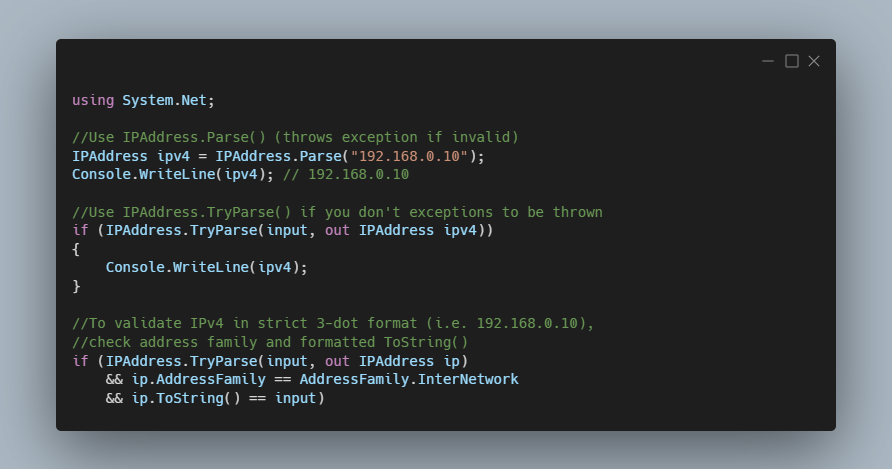 using System.Net;
//Use IPAddress.Parse() (throws exception if invalid)
IPAddress ipv4 = IPAddress.Parse("192.168.0.10");
Console.WriteLine(ipv4); // 192.168.0.10
//Use IPAddress.TryParse() if you don't exceptions to be thrown
if (IPAddress.TryParse(input, out IPAddress ipv4))
{
    Console.WriteLine(ipv4);
}
//To validate IPv4 in strict 3-dot format (i.e. 192.168.0.10),
//check address family and formatted ToString()
if (IPAddress.TryParse(input, out IPAddress ip)
    && ip.AddressFamily == AddressFamily.InterNetwork
    && ip.ToString() == input)